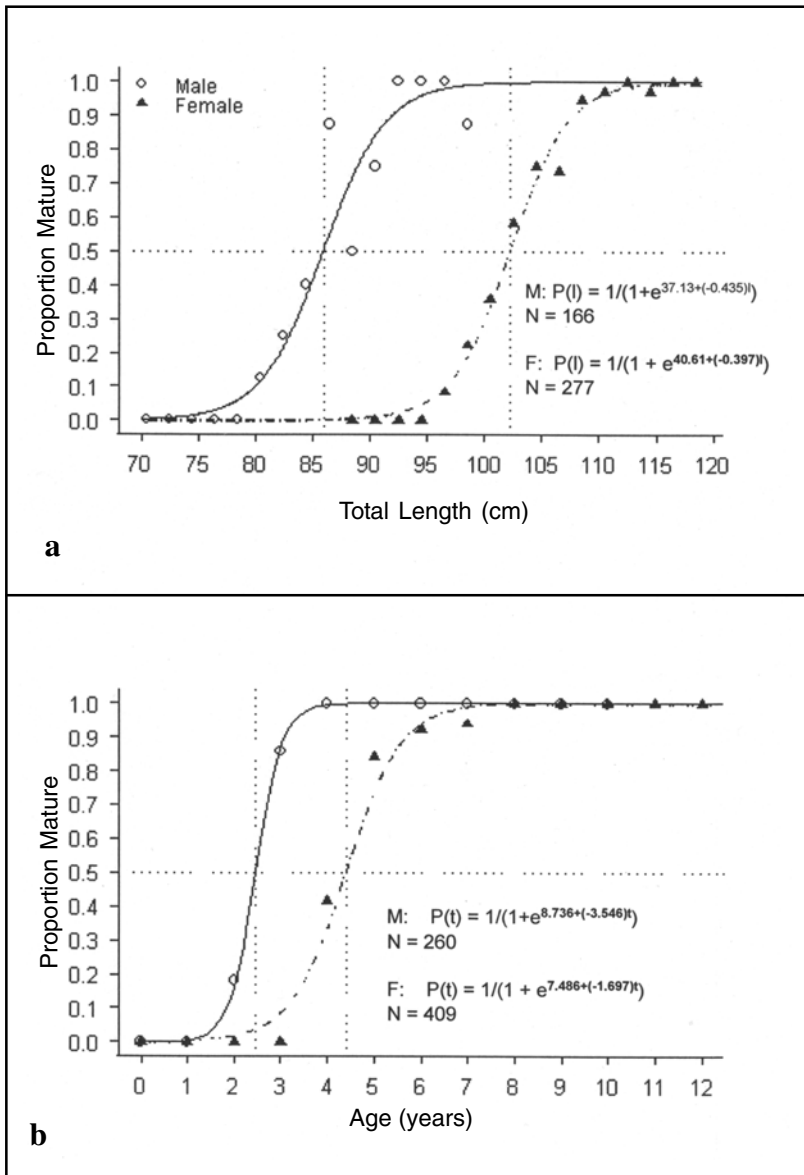 Male
Female
1.0
0.9
0.8
0.7
0.6
0.5
0.4
0.3
0.2
0.1
0.0
Proportion Mature
M: P(l) = 1/(1+e^37.13+(-0.435)l)
N = 166
F: P(l) = 1/(1 + e^40.61+(-0.397)l)
N = 277
70 75 80 85 90 95 100 105 110 115 120
Total Length (cm)
a
1.0
0.9
0.8
0.7
0.6
0.5
0.4
0.3
0.2
0.1
0.0
Proportion Mature
M: P(t) = 1/(1+e^8.736+(-3.546)t)
N = 260
F: P(t) = 1/(1 + e^7.486+(-1.697)t)
N = 409
0 1 2 3 4 5 6 7 8 9 10 11 12
Age (years)
b